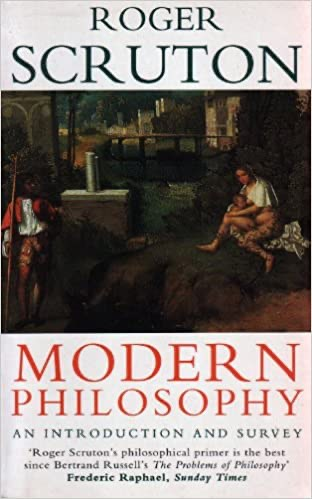 ROGER
SCRUTON
MODERN
PHILOSOPHY
AN INTRODUCTION AND SURVEY
‘Roger Scruton’s philosophical primer is the best
since Bertrand Russell’s The Problems of Philosophy’
Frederic Raphael, Sunday Times